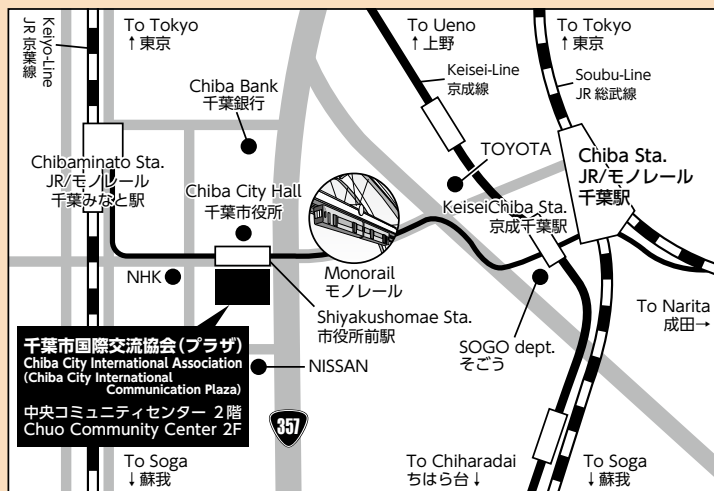 Keiyo-Line
JR 京葉線
To Tokyo
↑東京
To Ueno
↑上野
To Tokyo
↑東京
Keisei-Line
京成線
Soubu-Line
JR 総武線
Chiba Bank
千葉銀行
TOYOTA
Chiba Sta.
JR/モノレール
千葉駅
Chibaminato Sta.
JR/モノレール
千葉みなと駅
Chiba City Hall
千葉市役所
KeiseiChiba Sta.
京成千葉駅
NHK
Monorail
モノレール
Shiyakushomae Sta.
市役所前駅
To Narita
成田→
SOGO dept.
そごう
千葉市国際交流協会(プラザ)
Chiba City International Association
(Chiba City International
Communication Plaza)
中央コミュニティセンター 2階
Chuo Community Center 2F
NISSAN
357
To Soga
↓蘇我
To Chiharadai
ちはら台↓
To Soga
↓蘇我